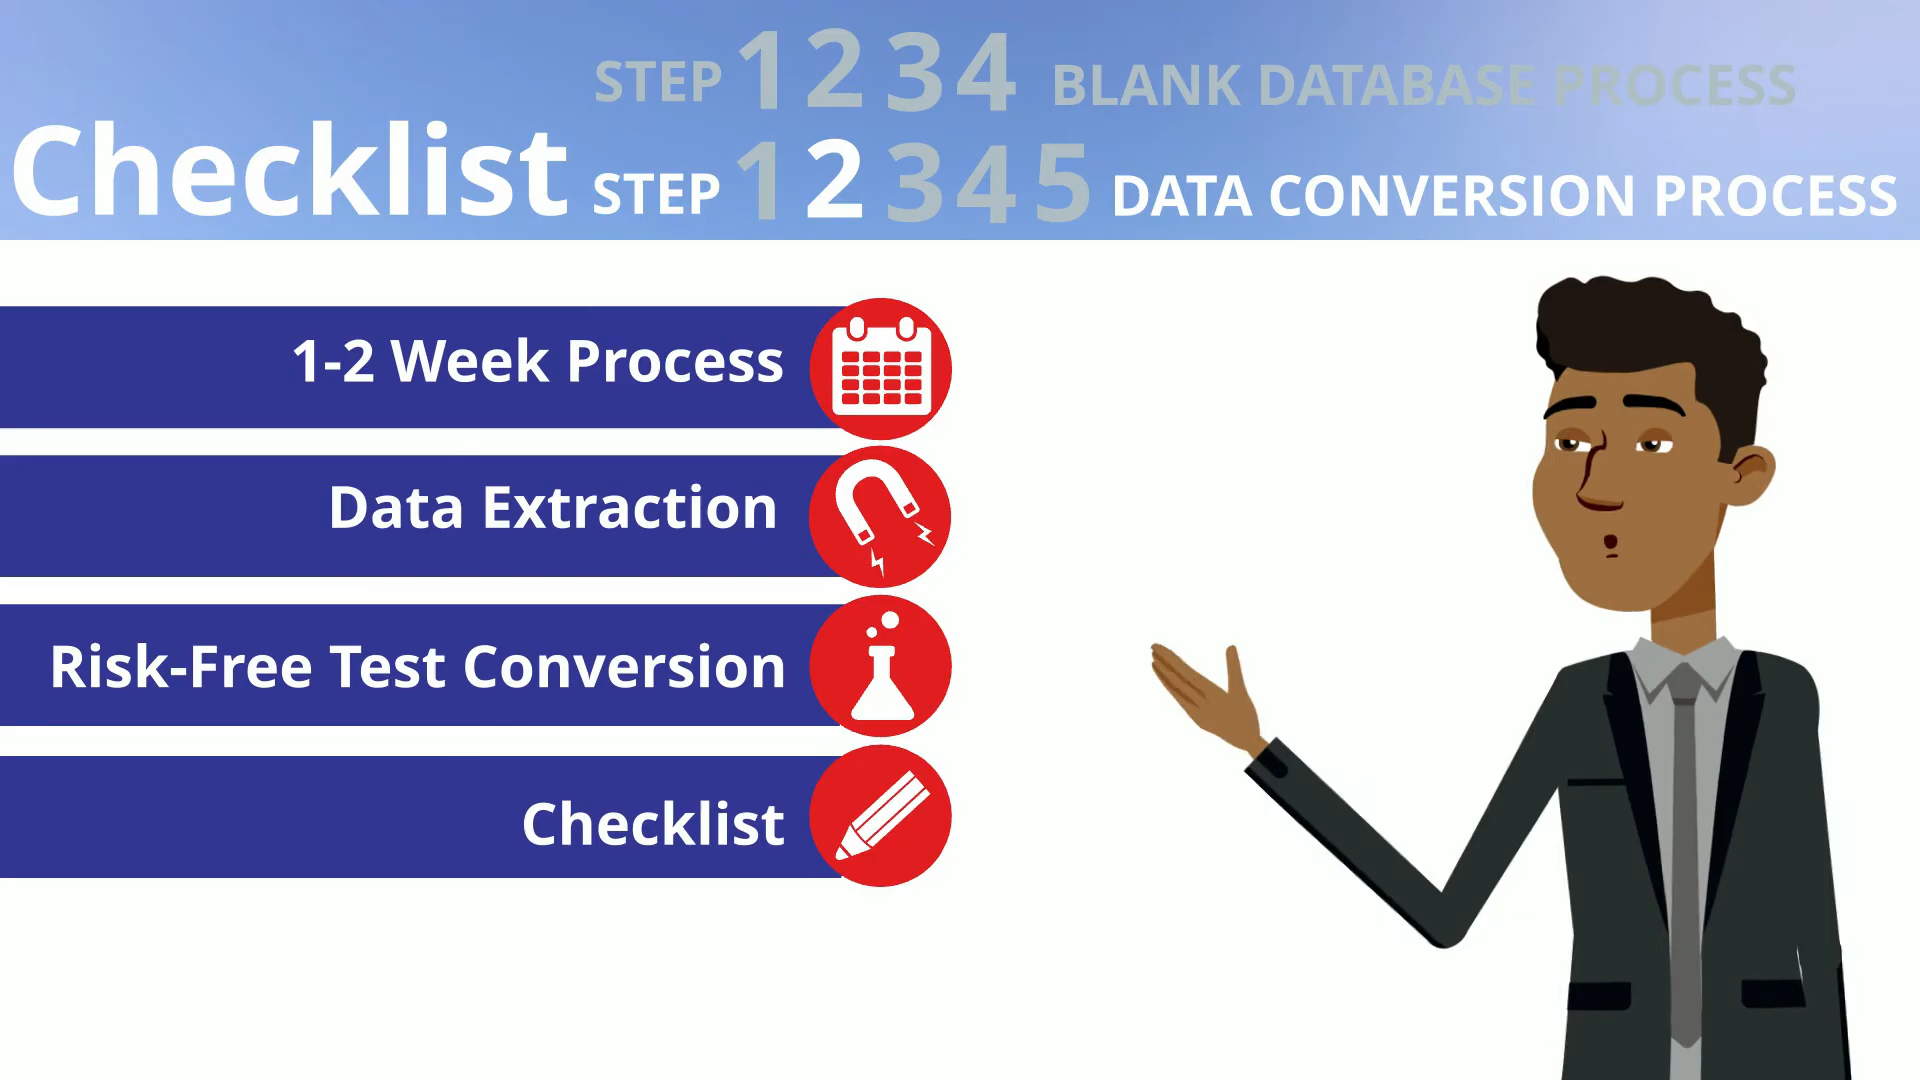 STEP 1 2 3 4 BLANK DATABASE PROCESS
Checklist STEP 1 2 3 4 5 DATA CONVERSION PROCESS
1-2 Week Process
Data Extraction
Risk-Free Test Conversion
Checklist